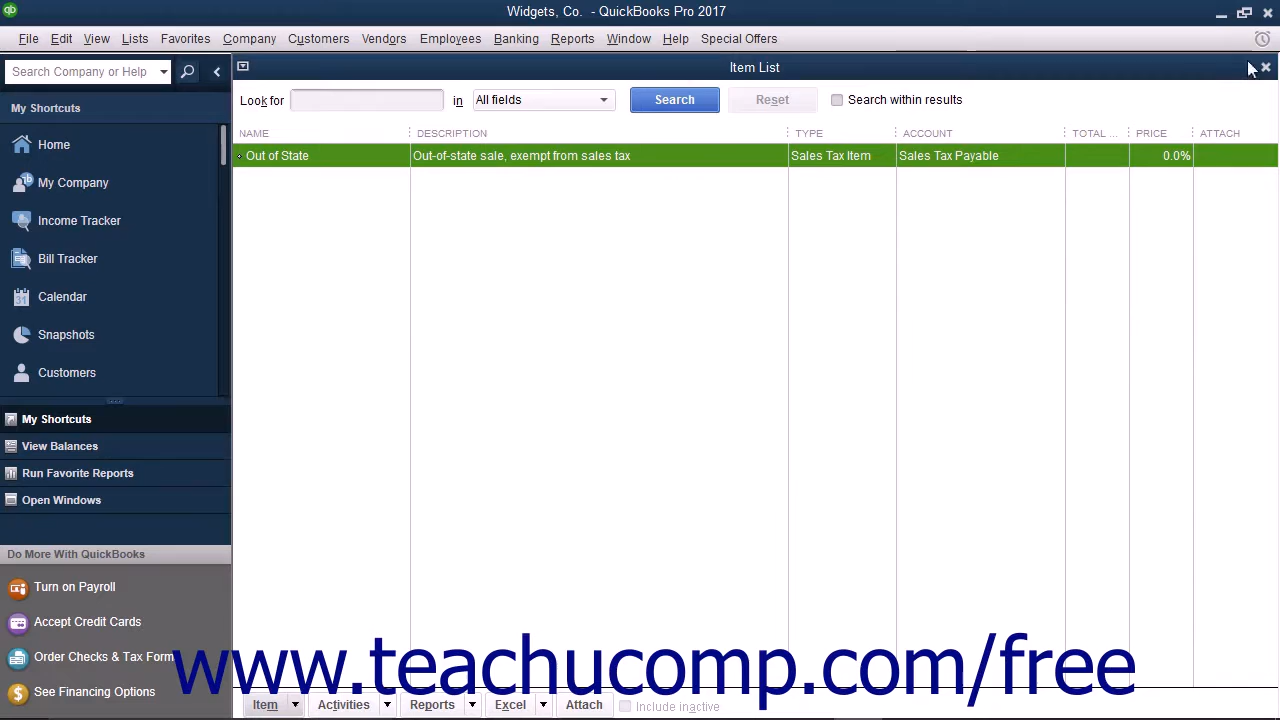 qb
Widgets, Co. - QuickBooks Pro 2017
File Edit View Lists Favorites Company Customers Vendors Employees Banking Reports Window Help Special Offers
Search Company or Help
Item List
My Shortcuts
Home
My Company
Income Tracker
Bill Tracker
31 Calendar
Snapshots
Customers
My Shortcuts
View Balances
Run Favorite Reports
Open Windows
Do More With QuickBooks
Turn on Payroll
Accept Credit Cards
Order Checks & Tax Form
$ See Financing Options
Look for in All fields Search Reset Search within results
NAME DESCRIPTION TYPE ACCOUNT TOTAL ... PRICE ATTACH
Out of State Out-of-state sale, exempt from sales tax Sales Tax Item Sales Tax Payable 0.0%
www.teachucomp.com/free
Item Activities Reports Excel Attach Include inactive